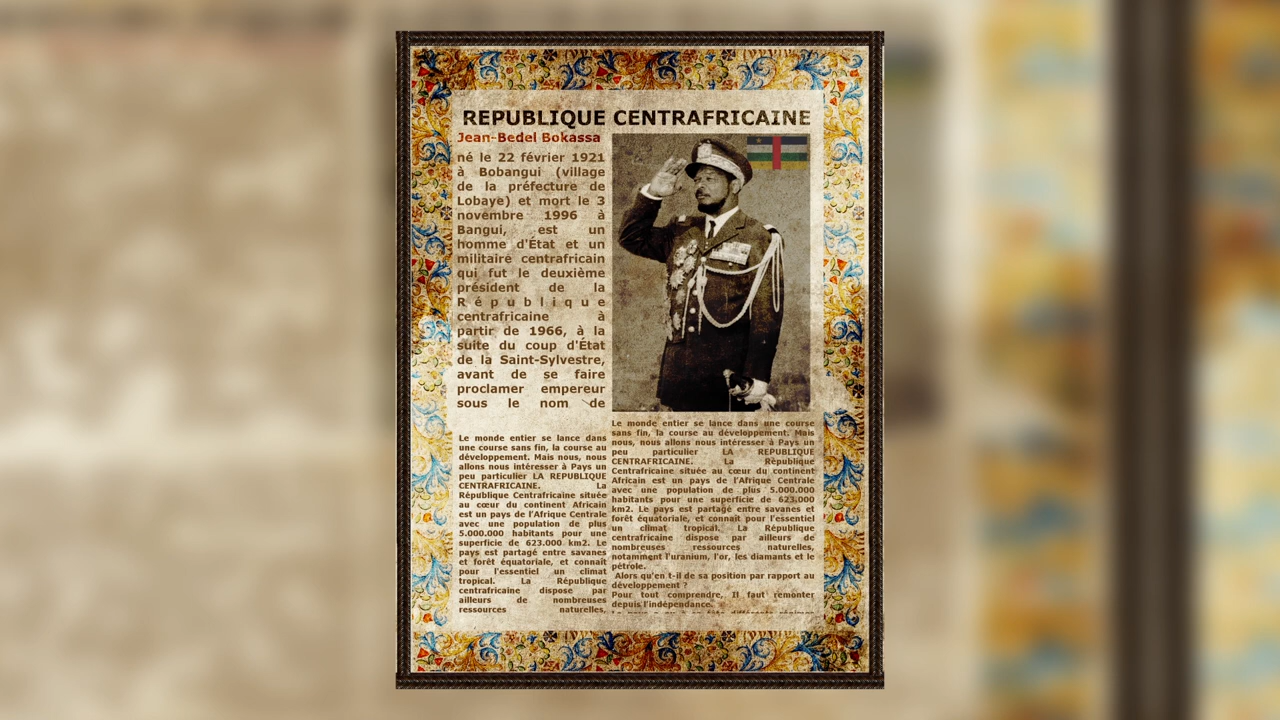 REPUBLIQUE CENTRAFRICAINE
Jean-Bedel Bokassa
né le 22 février 1921
à Bobangui (village
de la préfecture de
Lobaye) et mort le 3
novembre 1996 à
Bangui, est un
homme d'État et un
militaire centrafricain
qui fut le deuxième
président de la
République
centrafricaine à
partir de 1966, à la
suite du coup d'État
de la Saint-Sylvestre,
avant de se faire
proclamer empereur
sous le nom de
Le monde entier se lance dans
une course sans fin, la course au
développement. Mais nous, nous
allons nous intéresser à Pays un
peu particulier LA REPUBLIQUE
CENTRAFRICAINE. La
République Centrafricaine située
au cœur du continent Africain
est un pays de l'Afrique Centrale
avec une population de plus
5.000.000 habitants pour une
superficie de 623.000 km2. Le
pays est partagé entre savanes
et forêt équatoriale, et connait
pour l'essentiel un climat
tropical. La République
centrafricaine dispose par
ailleurs de nombreuses
ressources naturelles,
Le monde entier se lance dans une course
sans fin, la course au développement. Mais
nous, nous allons nous intéresser à Pays un
peu particulier LA REPUBLIQUE
CENTRAFRICAINE. La République
Centrafricaine située au cœur du continent
Africain est un pays de l'Afrique Centrale
avec une population de plus 5.000.000
habitants pour une superficie de 623.000
km2. Le pays est partagé entre savanes et
forêt équatoriale, et connait pour l'essentiel
un climat tropical. La République
centrafricaine dispose par ailleurs de
nombreuses ressources naturelles,
notamment l'uranium, l'or, les diamants et le
pétrole.
Alors qu'en t-il de sa position par rapport au
développement ?
Pour tout comprendre, Il faut remonter
depuis l'indépendance.